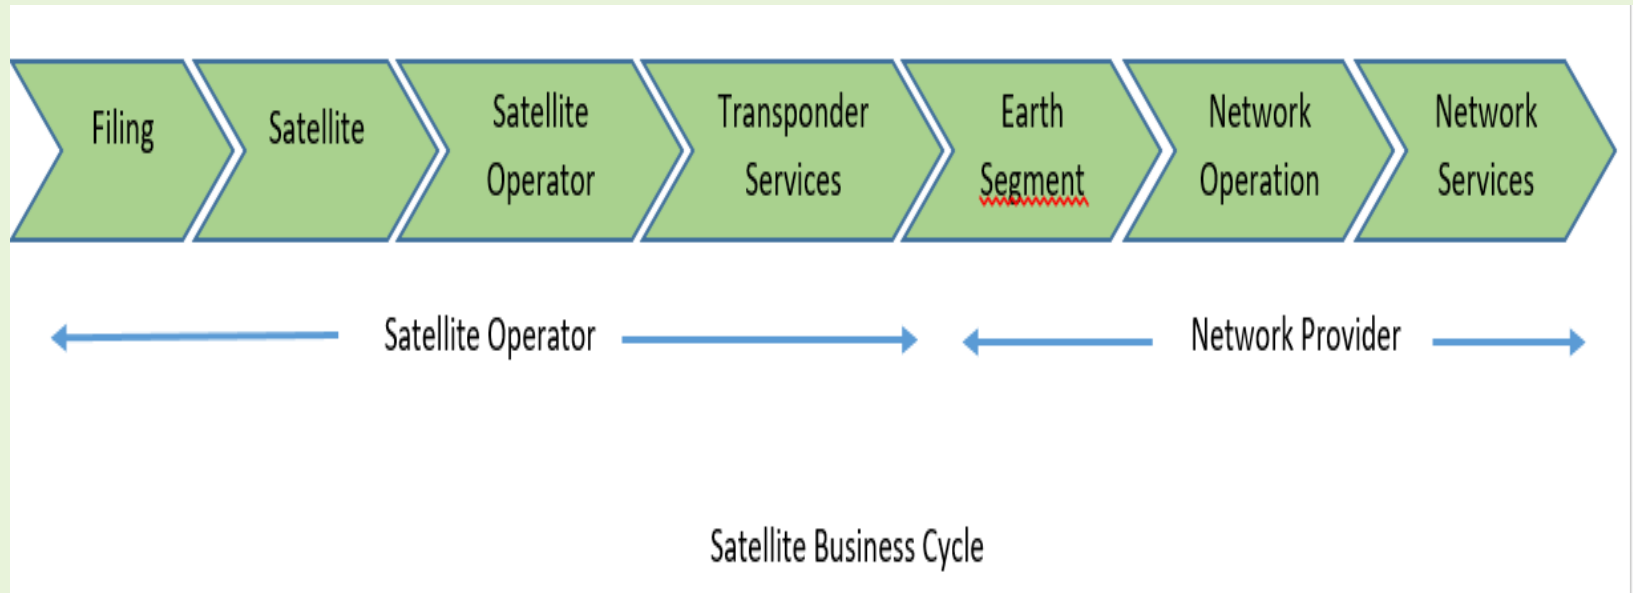 Filing
Satellite
Satellite
Operator
Transponder
Services
Earth
Segment
Network
Operation
Network
Services
Satellite Operator
Network Provider
Satellite Business Cycle